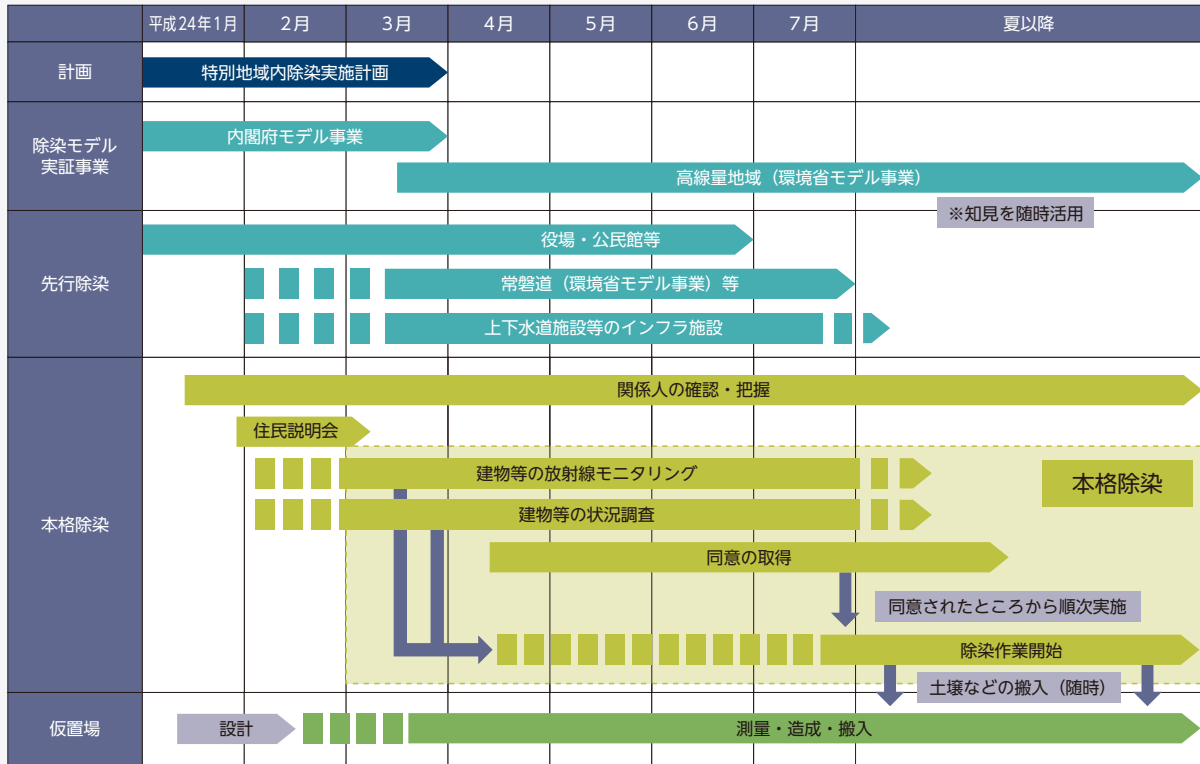 平成24年1月
2月
3月
4月
5月
6月
7月
夏以降
計画
特別地域内除染実施計画
除染モデル
実証事業
内閣府モデル事業
高線量地域（環境省モデル事業）
※知見を随時活用
先行除染
役場・公民館等
常磐道（環境省モデル事業）等
上下水道施設等のインフラ施設
本格除染
関係人の確認・把握
住民説明会
建物等の放射線モニタリング
本格除染
建物等の状況調査
同意の取得
同意されたところから順次実施
除染作業開始
土壌などの搬入（随時）
仮置場
設計
測量・造成・搬入